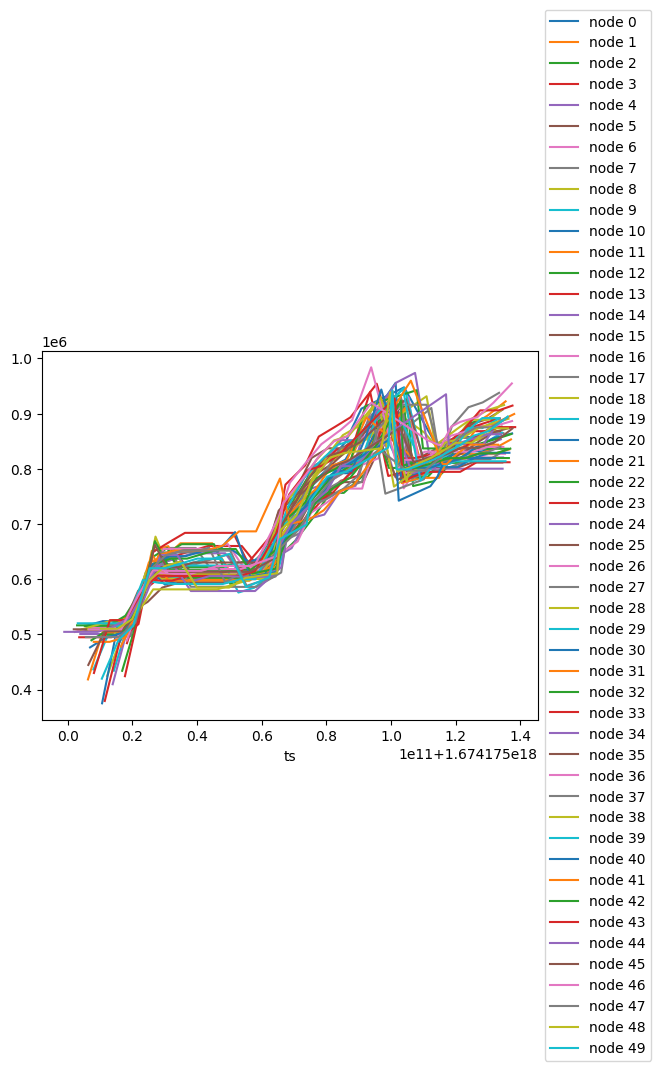 1e6
1.0
0.9
0.8
0.7
0.6
0.5
0.4
0.0 0.2 0.4 0.6 0.8 1.0 1.2 1.4
ts
1e11+1.674175e18
node 0
node 1
node 2
node 3
node 4
node 5
node 6
node 7
node 8
node 9
node 10
node 11
node 12
node 13
node 14
node 15
node 16
node 17
node 18
node 19
node 20
node 21
node 22
node 23
node 24
node 25
node 26
node 27
node 28
node 29
node 30
node 31
node 32
node 33
node 34
node 35
node 36
node 37
node 38
node 39
node 40
node 41
node 42
node 43
node 44
node 45
node 46
node 47
node 48
node 49